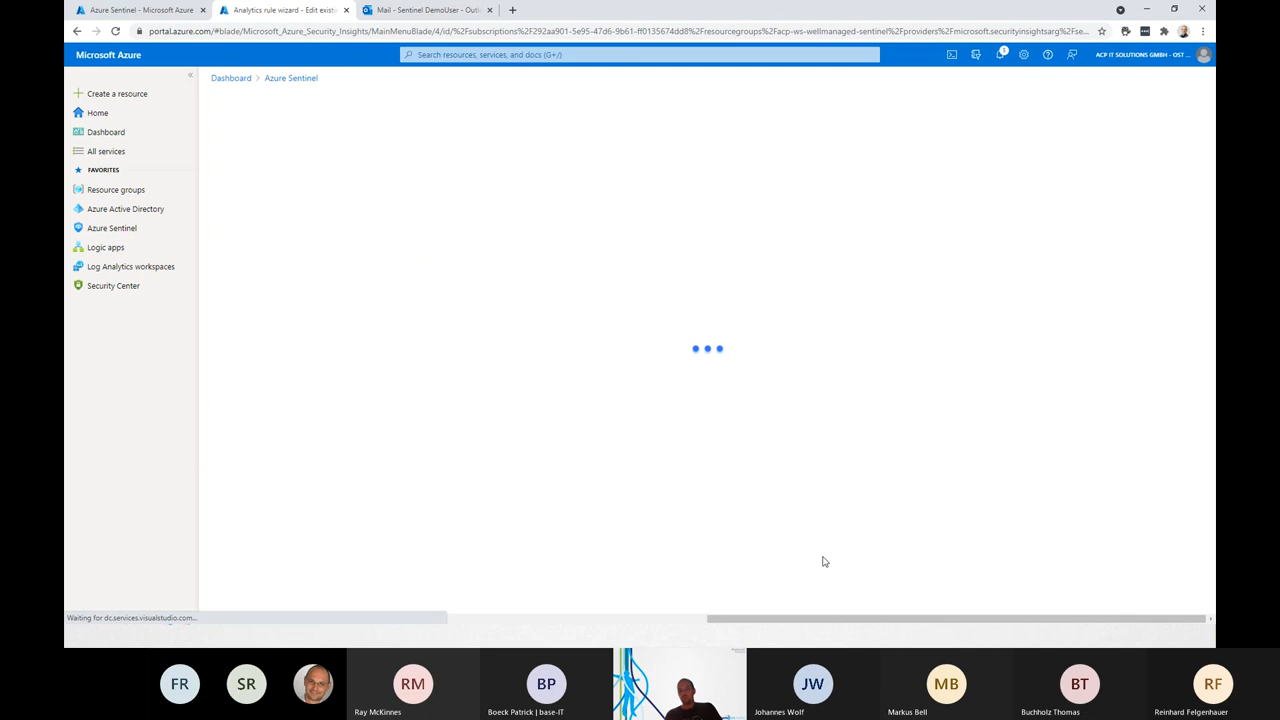 Azure Sentinel - Microsoft Azure
Analytics rule wizard - Edit exist
Mail - Sentinel DemoUser - Outl
portal.azure.com/#blade/Microsoft_Azure_Security_Insights/MainMenuBlade/4/id/%2Fsubscriptions%2F292aa901-5e95-47d6-9b61-ff0135674dd8%2Fresourcegroups%2Facp-ws-wellmanaged-sentinel%2Fproviders%2Fmicrosoft.securityinsightsarg%2Fse...
Microsoft Azure
Search resources, services, and docs (G+/)
1
ACP IT SOLUTIONS GMBH - OST ...
«
Dashboard > Azure Sentinel
Create a resource
Home
Dashboard
All services
FAVORITES
Resource groups
Azure Active Directory
Azure Sentinel
Logic apps
Log Analytics workspaces
Security Center
Waiting for dc.services.visualstudio.com...
FR
SR
RM
Ray McKinnes
BP
Boeck Patrick | base-IT
JW
Johannes Wolf
MB
Markus Bell
BT
Buchholz Thomas
RF
Reinhard Felgenhauer